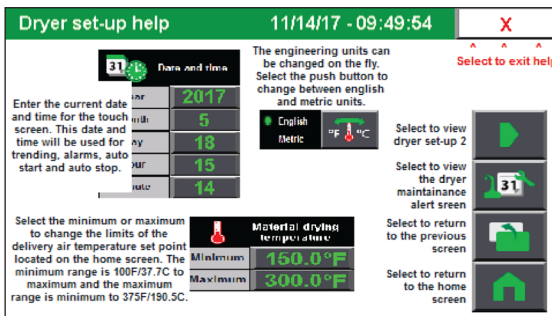 Dryer set-up help
11/14/17 - 09:49:54
X
^ ^ ^
Select to exit help
31
Date and time
ear
2017
nth
5
ay
18
our
15
nute
14
Enter the current date
and time for the touch
screen. This date and
time will be used for
trending, alarms, auto
start and auto stop.
The engineering units can
be changed on the fly.
Select the push button to
change between english
and metric units.
English
Metric
°F °C
Select to view
dryer set-up 2
Select to view
the dryer
maintainance
alert sreen
31
Select to return
to the previous
screen
Select to return
to the home
screen
Select the minimum or maximum
to change the limits of the
delivery air temperature set point
located on the home screen. The
minimum range is 100F/37.7C to
maximum and the maximum
range is minimum to 375F/190.5C.
Material drying
temperature
Minimum
150.0°F
Maximum
300.0°F